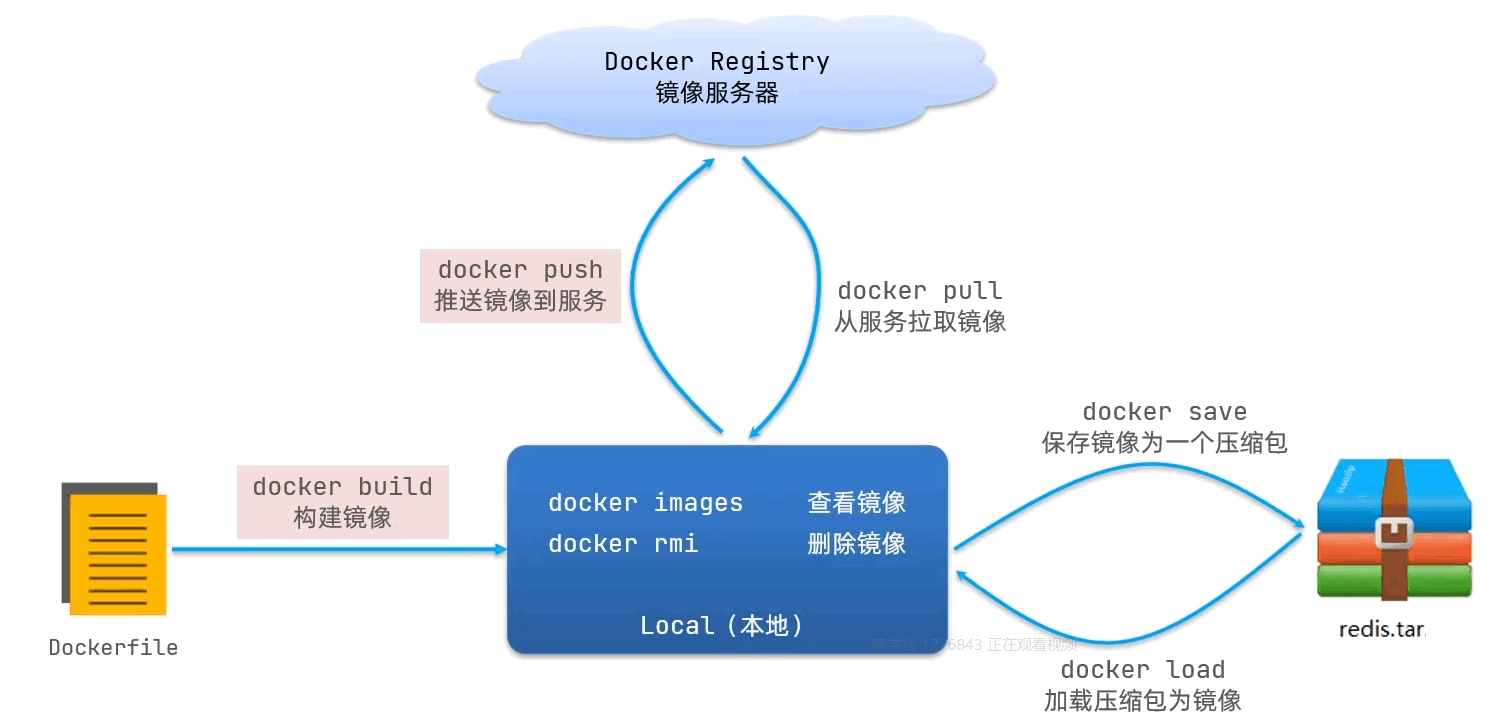 Docker Registry
镜像服务器
docker push
推送镜像到服务
docker pull
从服务拉取镜像
docker save
保存镜像为一个压缩包
docker build
构建镜像
docker images 查看镜像
docker rmi 删除镜像
Local（本地）
Dockerfile
redis.tar.
1276843 正在观看视频
docker load
加载压缩包为镜像